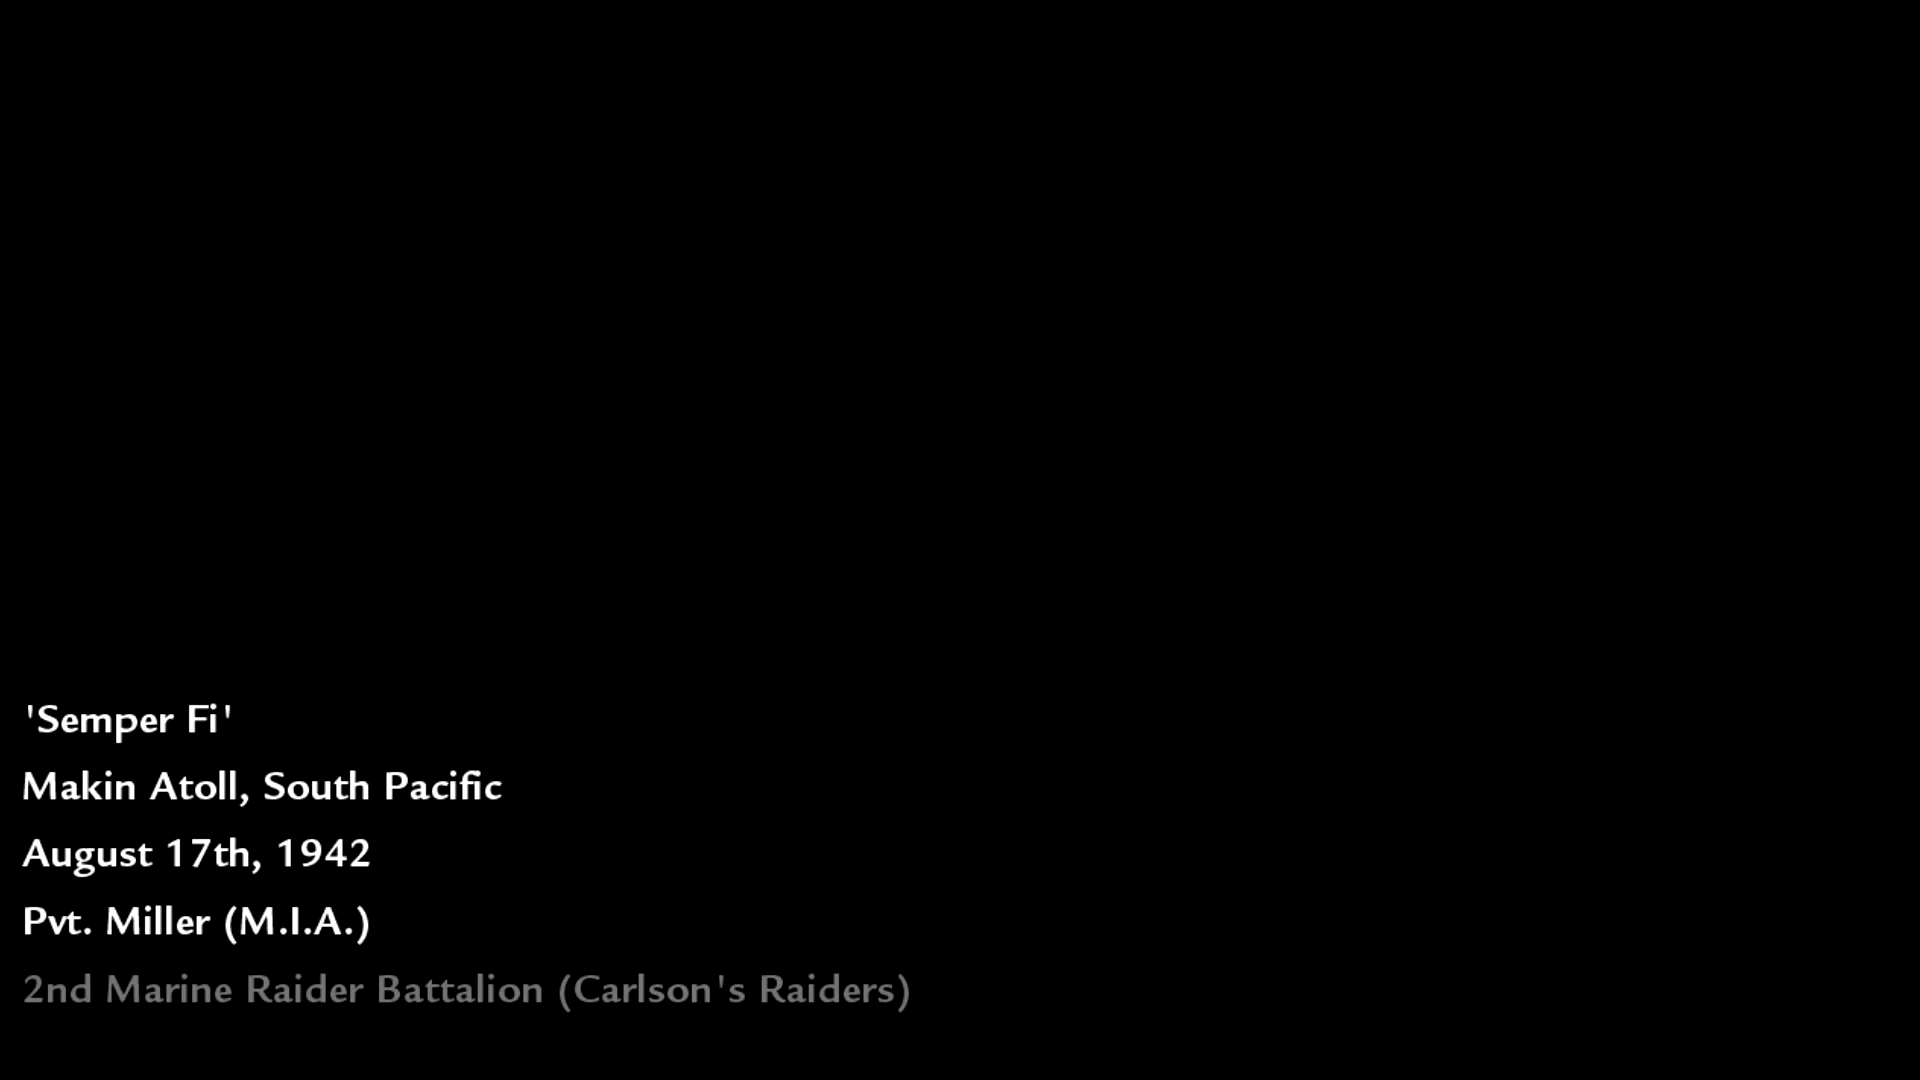 'Semper Fi'
Makin Atoll, South Pacific
August 17th, 1942
Pvt. Miller (M.I.A.)
2nd Marine Raider Battalion (Carlson's Raiders)